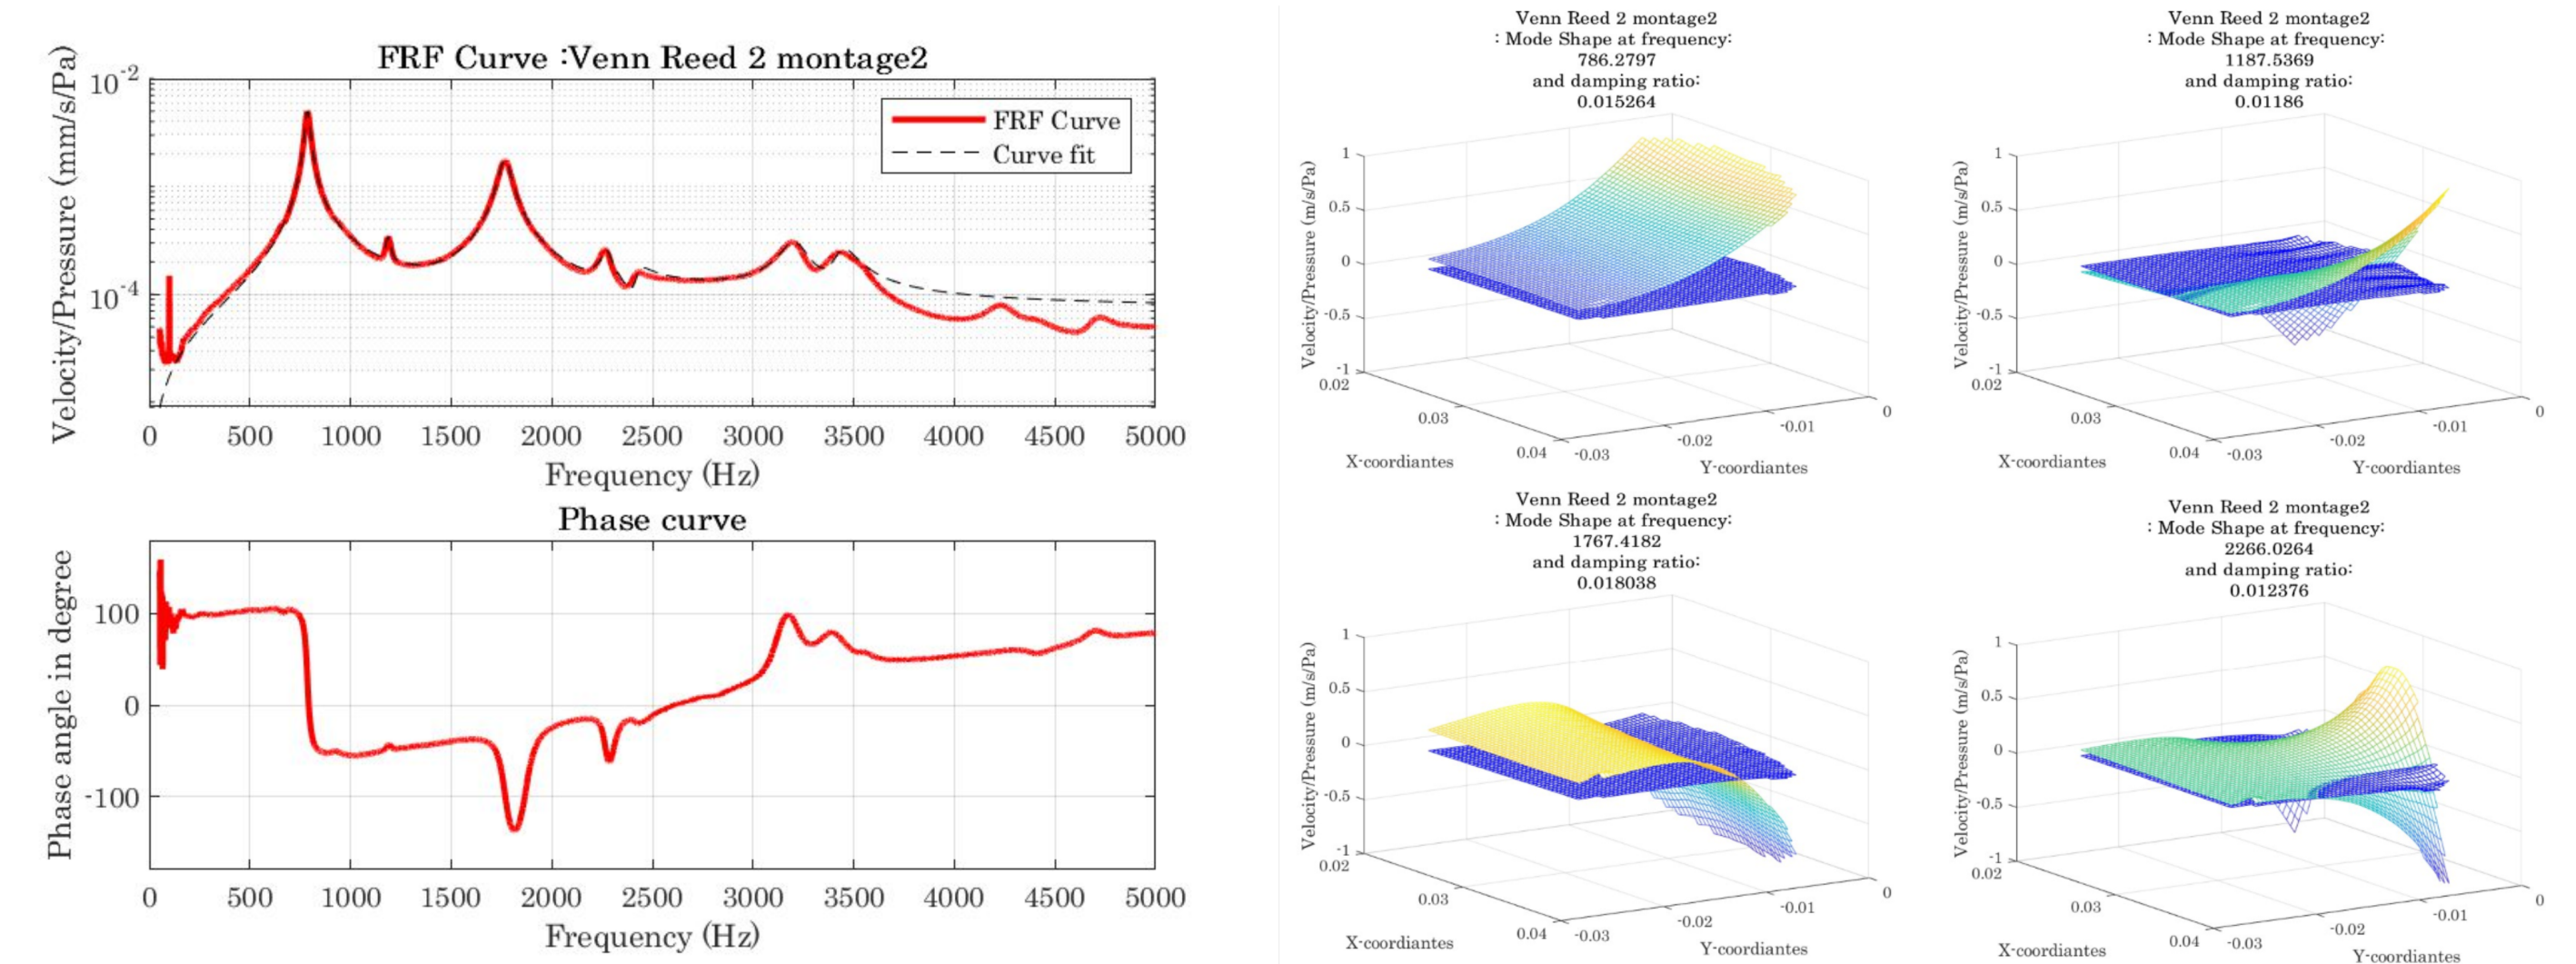 FRF Curve :Venn Reed 2 montage2
Velocity/Pressure (mm/s/Pa)
10-2
10-4
FRF Curve
Curve fit
0 500 1000 1500 2000 2500 3000 3500 4000 4500 5000
Frequency (Hz)
Phase curve
Phase angle in degree
100
0
-100
0 500 1000 1500 2000 2500 3000 3500 4000 4500 5000
Frequency (Hz)
Venn Reed 2 montage2
: Mode Shape at frequency:
786.2797
and damping ratio:
0.015264
Velocity/Pressure (m/s/Pa)
1
0.5
0
-0.5
-1
0.02
0.03
0.04
X-coordiantes
-0.03
-0.02
-0.01
0
Y-coordiantes
Venn Reed 2 montage2
: Mode Shape at frequency:
1187.5369
and damping ratio:
0.01186
Velocity/Pressure (m/s/Pa)
1
0.5
0
-0.5
-1
0.02
0.03
0.04
X-coordiantes
-0.03
-0.02
-0.01
0
Y-coordiantes
Venn Reed 2 montage2
: Mode Shape at frequency:
1767.4182
and damping ratio:
0.018038
Velocity/Pressure (m/s/Pa)
1
0.5
0
-0.5
-1
0.02
0.03
0.04
X-coordiantes
-0.03
-0.02
-0.01
0
Y-coordiantes
Venn Reed 2 montage2
: Mode Shape at frequency:
2266.0264
and damping ratio:
0.012376
Velocity/Pressure (m/s/Pa)
1
0.5
0
-0.5
-1
0.02
0.03
0.04
X-coordiantes
-0.03
-0.02
-0.01
0
Y-coordiantes